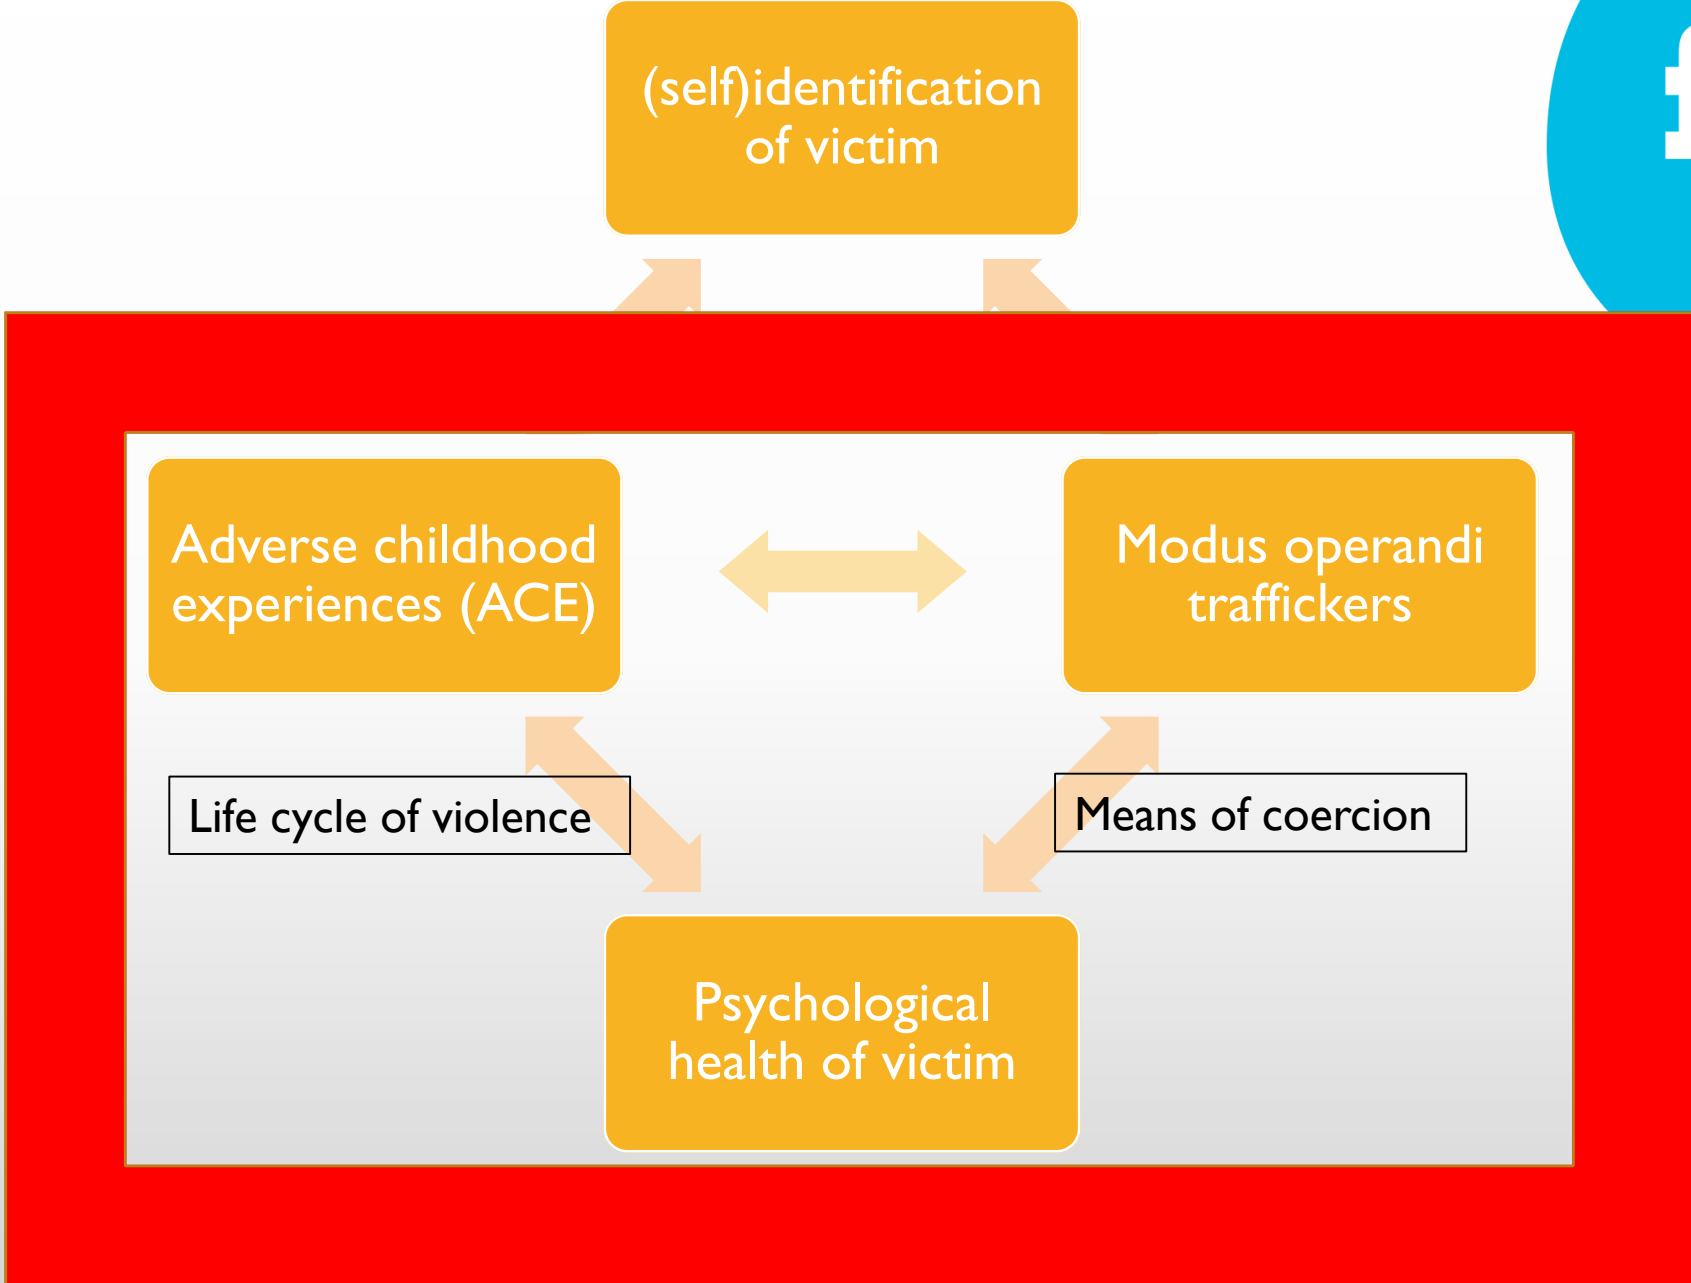 (self)identification
of victim
Adverse childhood
experiences (ACE)
Modus operandi
traffickers
Life cycle of violence
Means of coercion
Psychological
health of victim